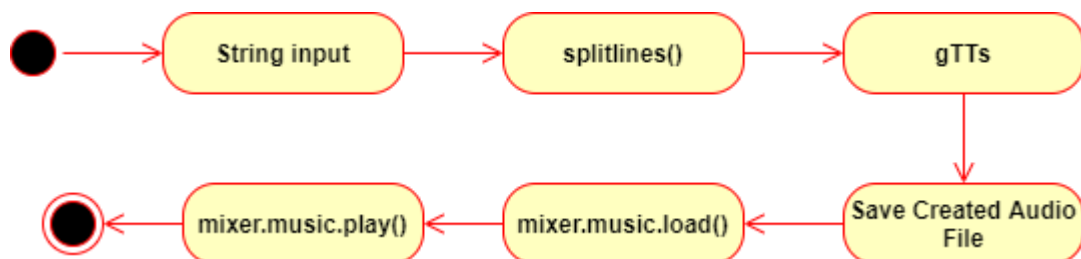 String input
splitlines()
gTTs
mixer.music.play()
mixer.music.load()
Save Created Audio
File